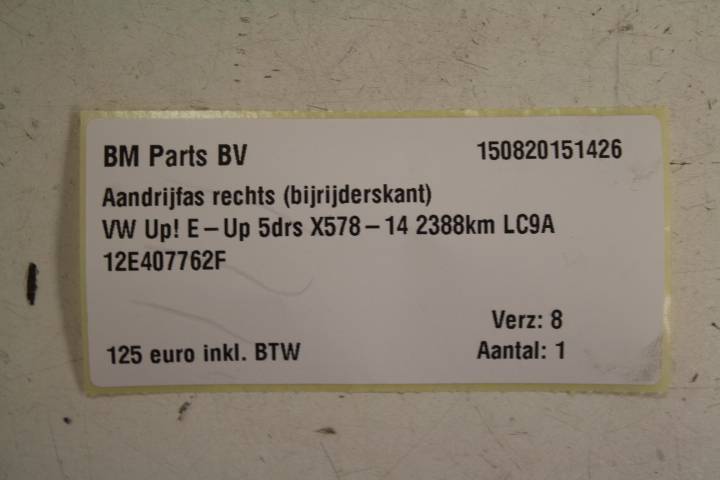 BM Parts BV 150820151426
Aandrijfas rechts (bijrijderskant)
VW Up! E-Up 5drs X578-14 2388km LC9A
12E407762F
Verz: 8
125 euro inkl. BTW Aantal: 1